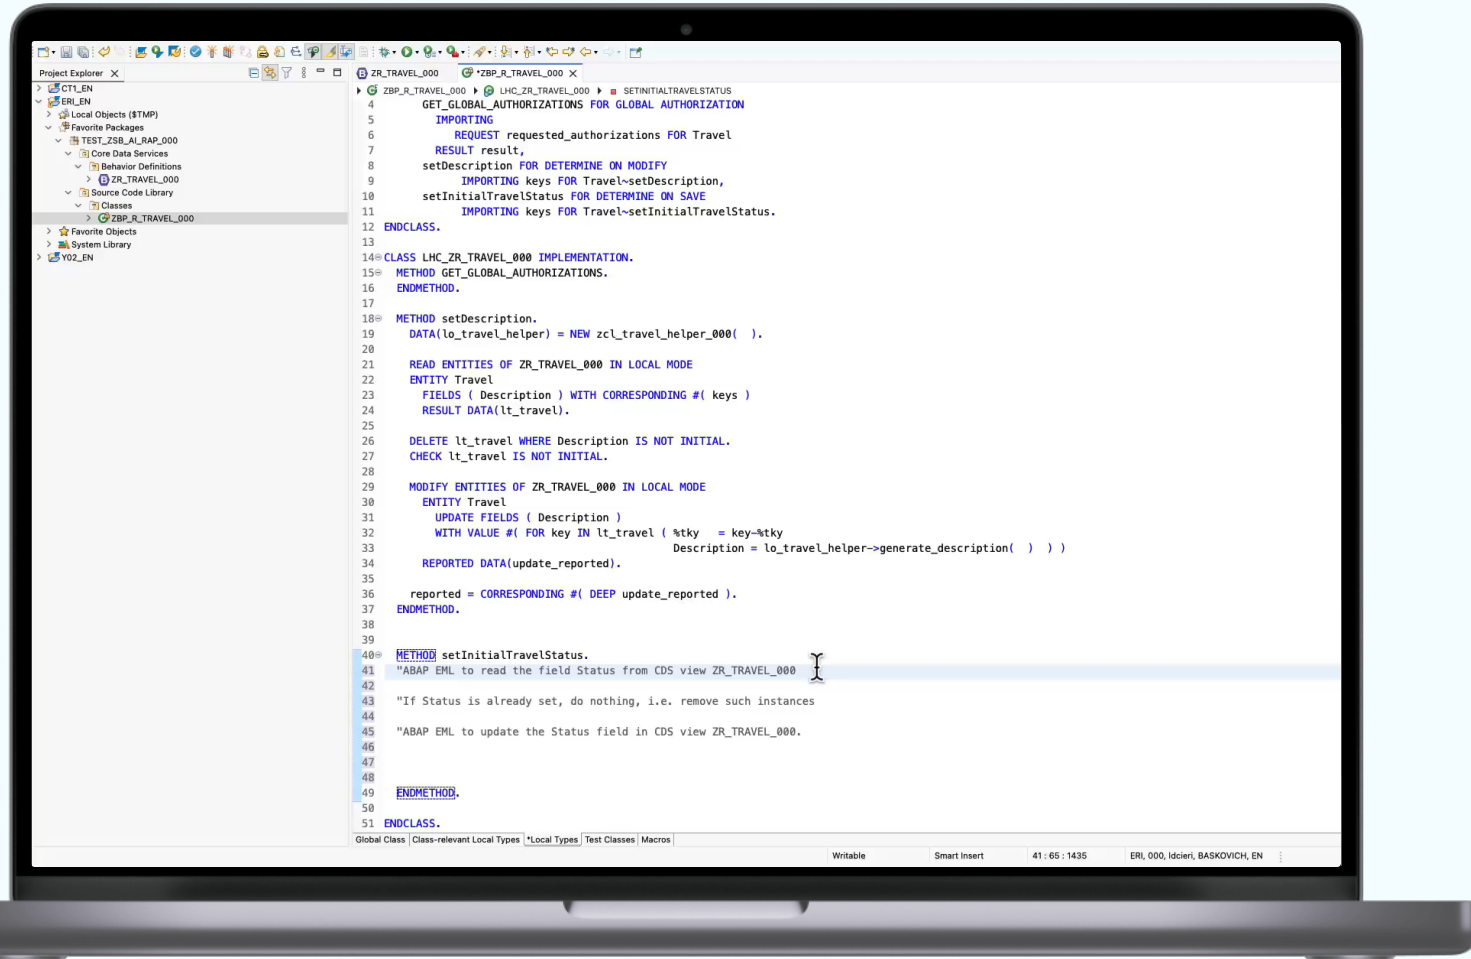 Project Explorer
CT1_EN
ERI_EN
Local Objects ($TMP)
Favorite Packages
TEST_ZSB_AI_RAP_000
Core Data Services
Behavior Definitions
ZR_TRAVEL_000
Source Code Library
Classes
ZBP_R_TRAVEL_000
Favorite Objects
System Library
Y02_EN
ZR_TRAVEL_000
*ZBP_R_TRAVEL_000
ZBP_R_TRAVEL_000 LHC_ZR_TRAVEL_000 SETINITIALTRAVELSTATUS
4 GET_GLOBAL_AUTHORIZATIONS FOR GLOBAL AUTHORIZATION
5 IMPORTING
6 REQUEST requested_authorizations FOR Travel
7 RESULT result,
8 setDescription FOR DETERMINE ON MODIFY
9 IMPORTING keys FOR Travel~setDescription,
10 setInitialTravelStatus FOR DETERMINE ON SAVE
11 IMPORTING keys FOR Travel~setInitialTravelStatus.
12 ENDCLASS.
13
14 CLASS LHC_ZR_TRAVEL_000 IMPLEMENTATION.
15 METHOD GET_GLOBAL_AUTHORIZATIONS.
16 ENDMETHOD.
17
18 METHOD setDescription.
19 DATA(lo_travel_helper) = NEW zcl_travel_helper_000(  ).
20
21 READ ENTITIES OF ZR_TRAVEL_000 IN LOCAL MODE
22 ENTITY Travel
23 FIELDS ( Description ) WITH CORRESPONDING #( keys )
24 RESULT DATA(lt_travel).
25
26 DELETE lt_travel WHERE Description IS NOT INITIAL.
27 CHECK lt_travel IS NOT INITIAL.
28
29 MODIFY ENTITIES OF ZR_TRAVEL_000 IN LOCAL MODE
30 ENTITY Travel
31 UPDATE FIELDS ( Description )
32 WITH VALUE #( FOR key IN lt_travel ( %tky   = key-%tky
33 Description = lo_travel_helper->generate_description(  )  ) )
34 REPORTED DATA(update_reported).
35
36 reported = CORRESPONDING #( DEEP update_reported ).
37 ENDMETHOD.
38
39
40 METHOD setInitialTravelStatus.
41 "ABAP EML to read the field Status from CDS view ZR_TRAVEL_000
42
43 "If Status is already set, do nothing, i.e. remove such instances
44
45 "ABAP EML to update the Status field in CDS view ZR_TRAVEL_000.
46
47
48
49 ENDMETHOD.
50
51 ENDCLASS.
Global Class Class-relevant Local Types *Local Types Test Classes Macros
Writable Smart Insert 41 : 65 : 1435 ERI, 000, ldcieri, BASKOVICH, EN